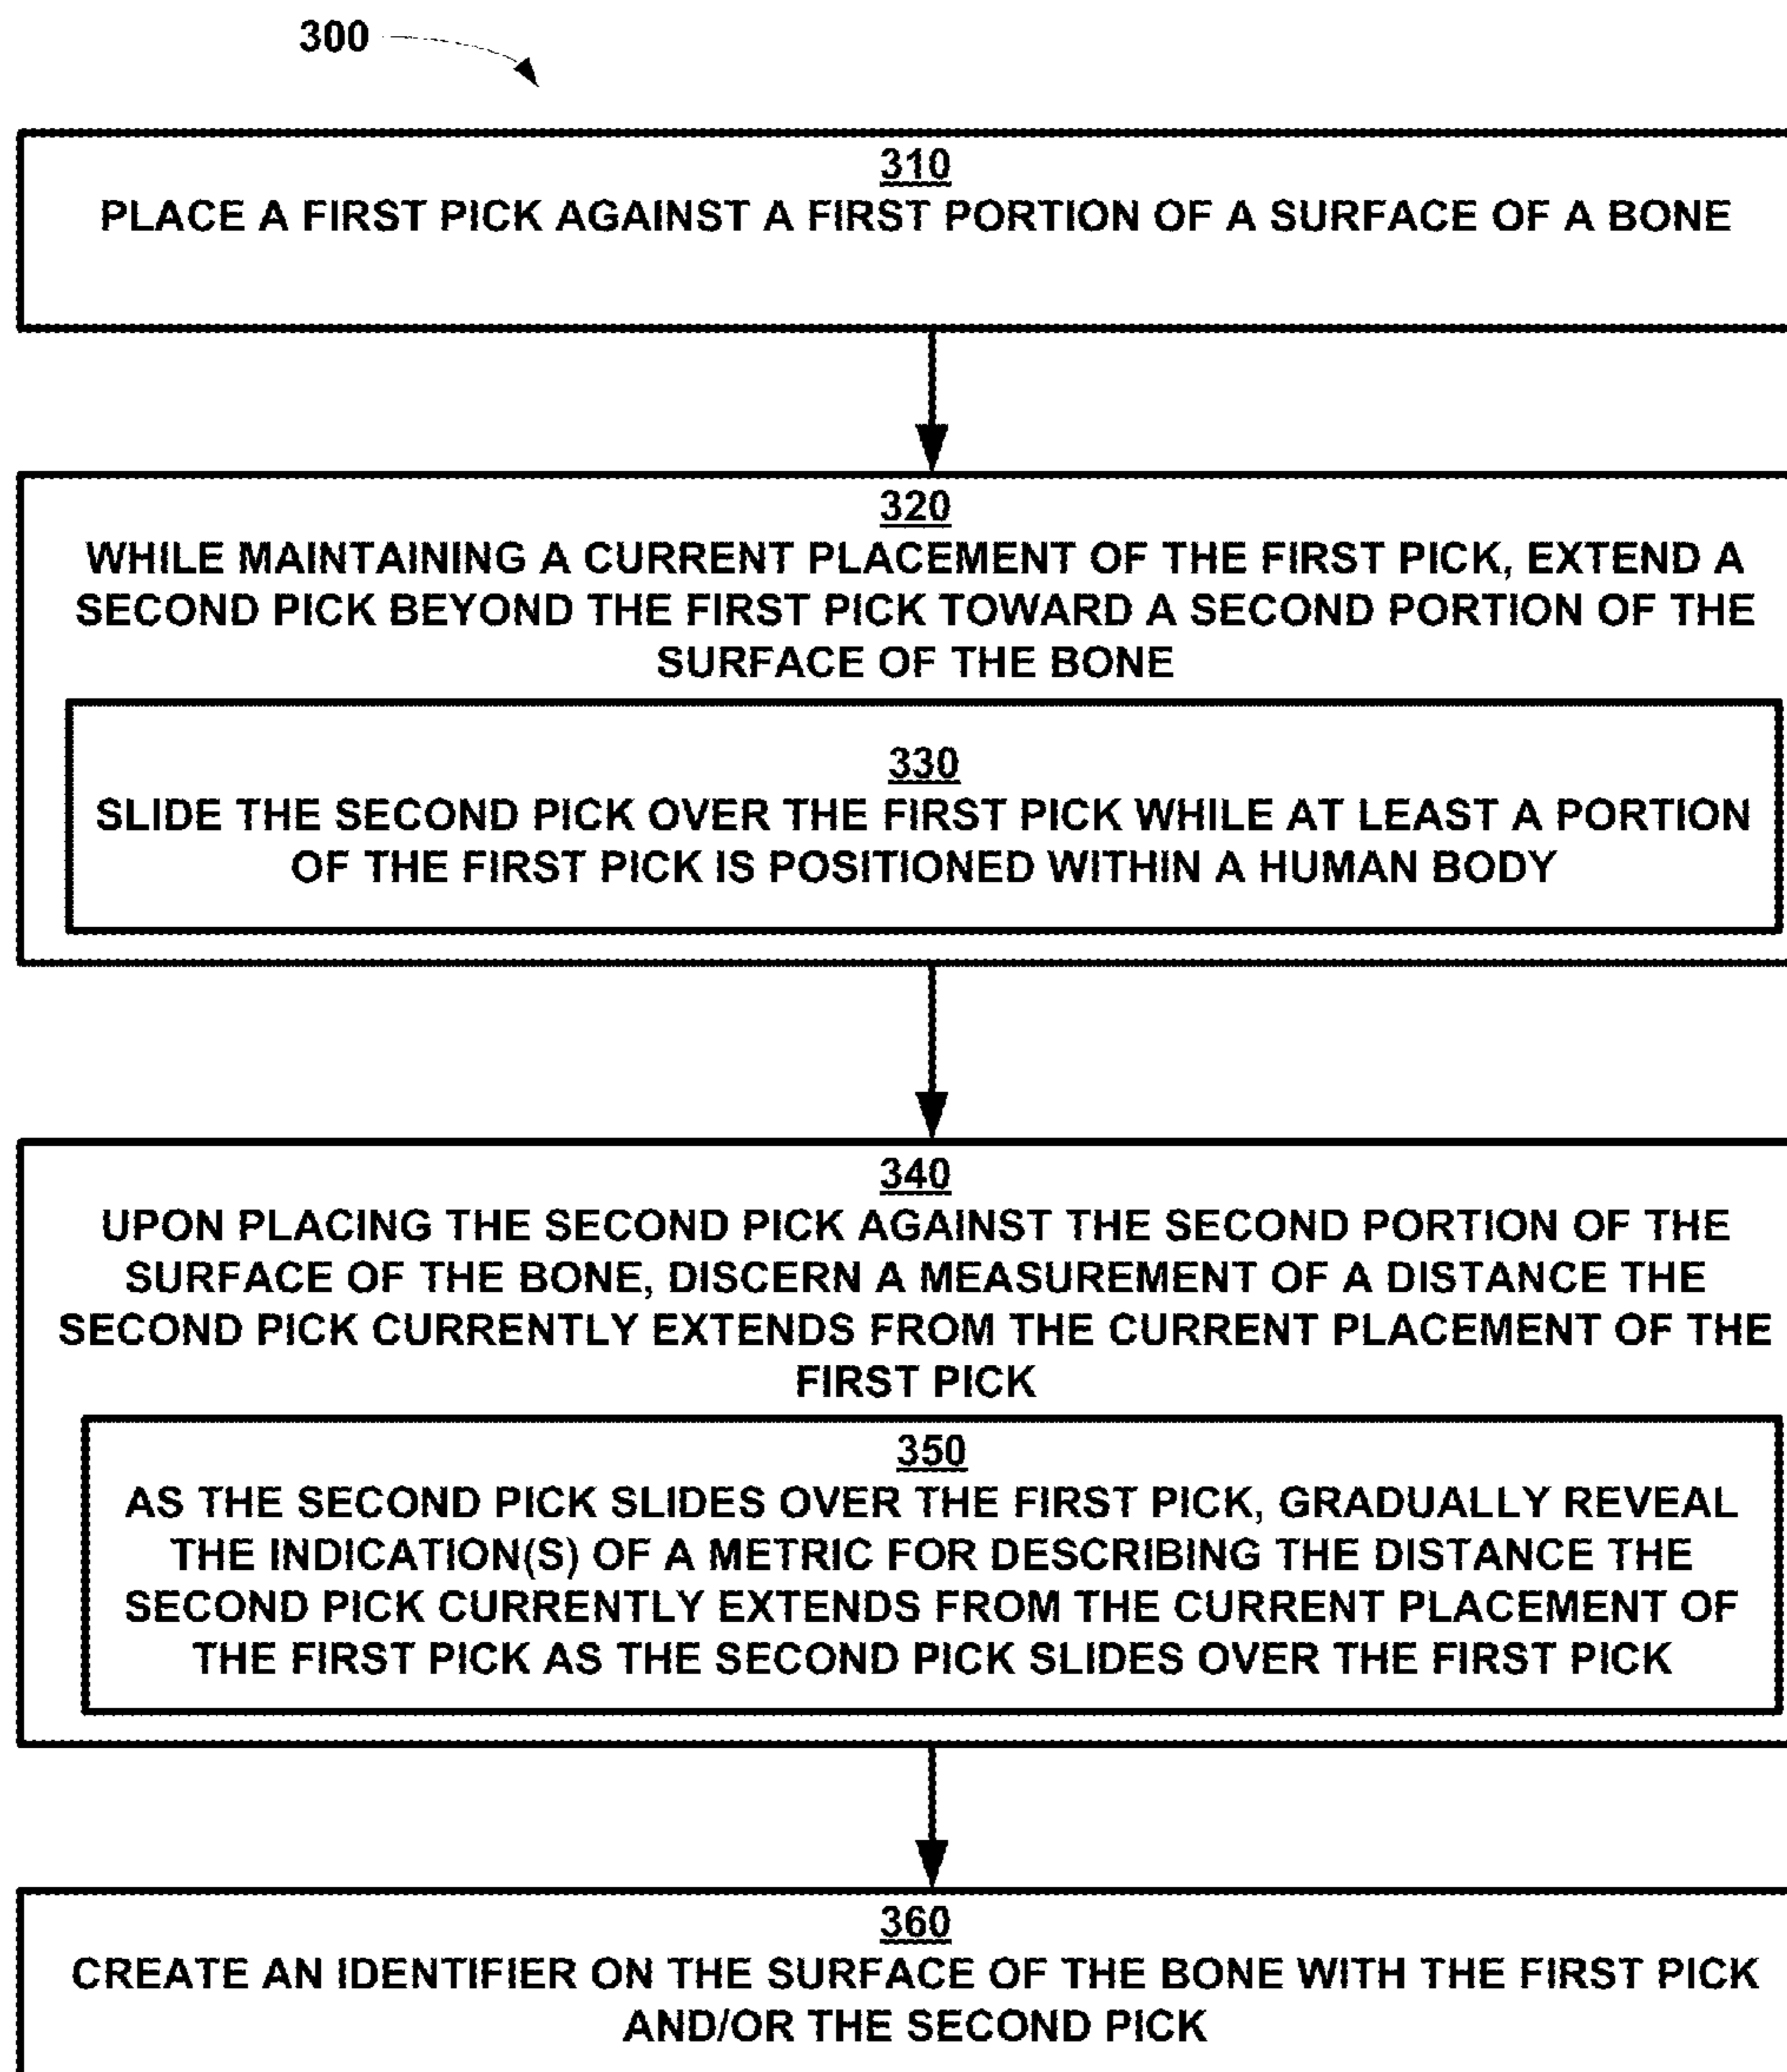 300
310
PLACE A FIRST PICK AGAINST A FIRST PORTION OF A SURFACE OF A BONE
320
WHILE MAINTAINING A CURRENT PLACEMENT OF THE FIRST PICK, EXTEND A
SECOND PICK BEYOND THE FIRST PICK TOWARD A SECOND PORTION OF THE
SURFACE OF THE BONE
330
SLIDE THE SECOND PICK OVER THE FIRST PICK WHILE AT LEAST A PORTION
OF THE FIRST PICK IS POSITIONED WITHIN A HUMAN BODY
340
UPON PLACING THE SECOND PICK AGAINST THE SECOND PORTION OF THE
SURFACE OF THE BONE, DISCERN A MEASUREMENT OF A DISTANCE THE
SECOND PICK CURRENTLY EXTENDS FROM THE CURRENT PLACEMENT OF THE
FIRST PICK
350
AS THE SECOND PICK SLIDES OVER THE FIRST PICK, GRADUALLY REVEAL
THE INDICATION(S) OF A METRIC FOR DESCRIBING THE DISTANCE THE
SECOND PICK CURRENTLY EXTENDS FROM THE CURRENT PLACEMENT OF
THE FIRST PICK AS THE SECOND PICK SLIDES OVER THE FIRST PICK
360
CREATE AN IDENTIFIER ON THE SURFACE OF THE BONE WITH THE FIRST PICK
AND/OR THE SECOND PICK